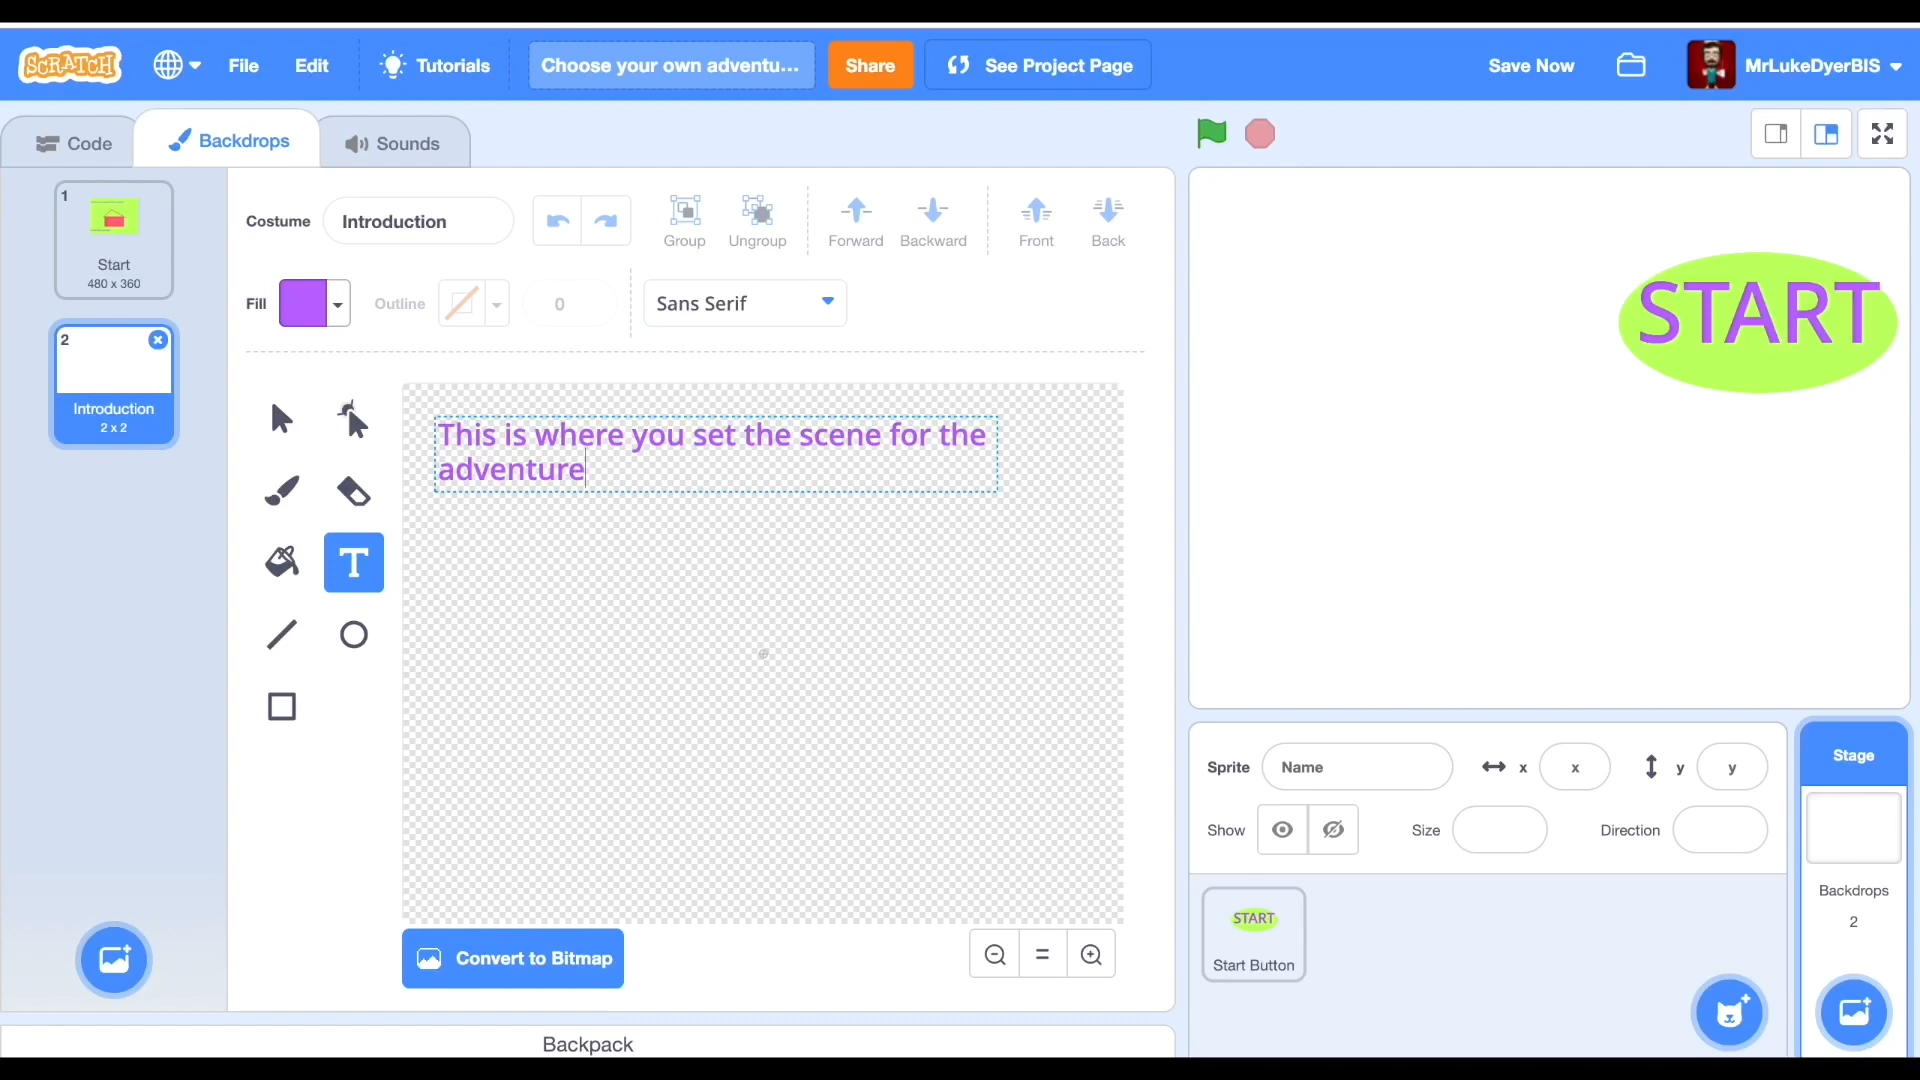 SCRATCH
File
Edit
Tutorials
Choose your own adventu...
Share
See Project Page
Save Now
MrLukeDyerBIS
Code
Backdrops
Sounds
1
Start
480 x 360
2
Introduction
2 x 2
Costume
Introduction
Group
Ungroup
Forward
Backward
Front
Back
Fill
Outline
0
Sans Serif
This is where you set the scene for the
adventure
T
Convert to Bitmap
Backpack
START
Sprite
Name
x
x
y
y
Show
Size
Direction
START
Start Button
Stage
Backdrops
2